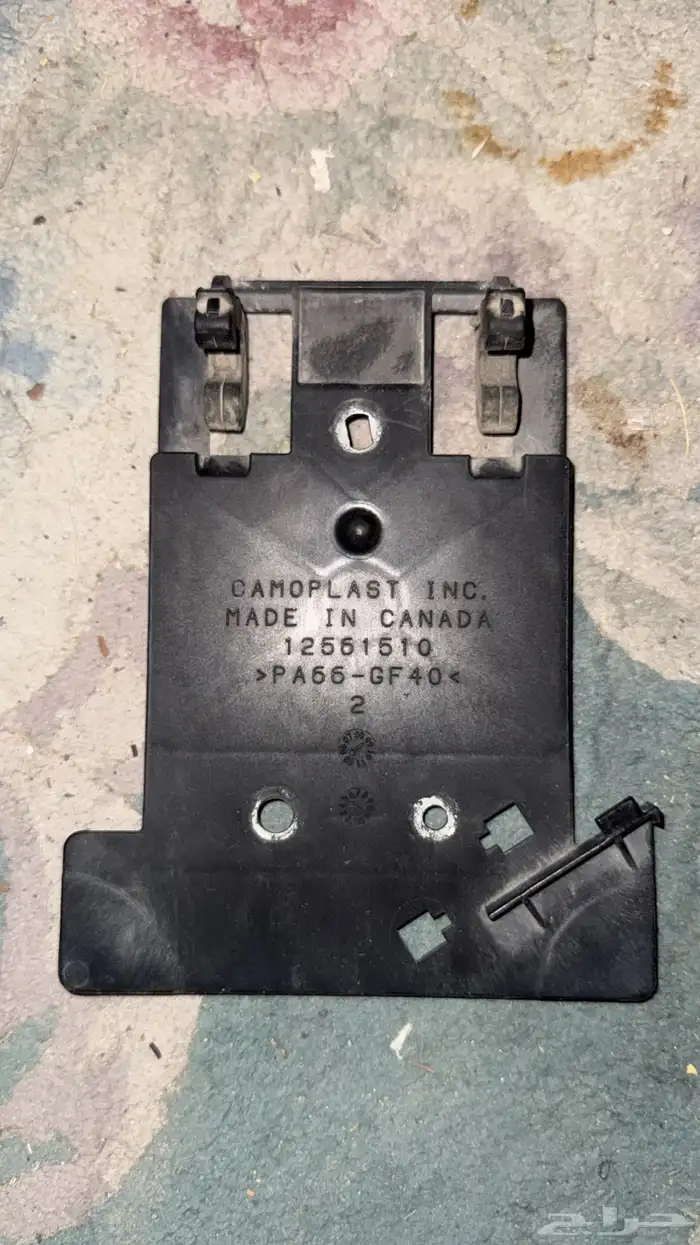 CAMOPLAST INC.
MADE IN CANADA
12561510
>PA66-GF40<
2
حراج